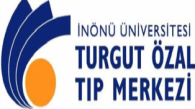 İNÖNÜ ÜNİVERSİTESİ
TURGUT ÖZAL
TIP MERKEZİ